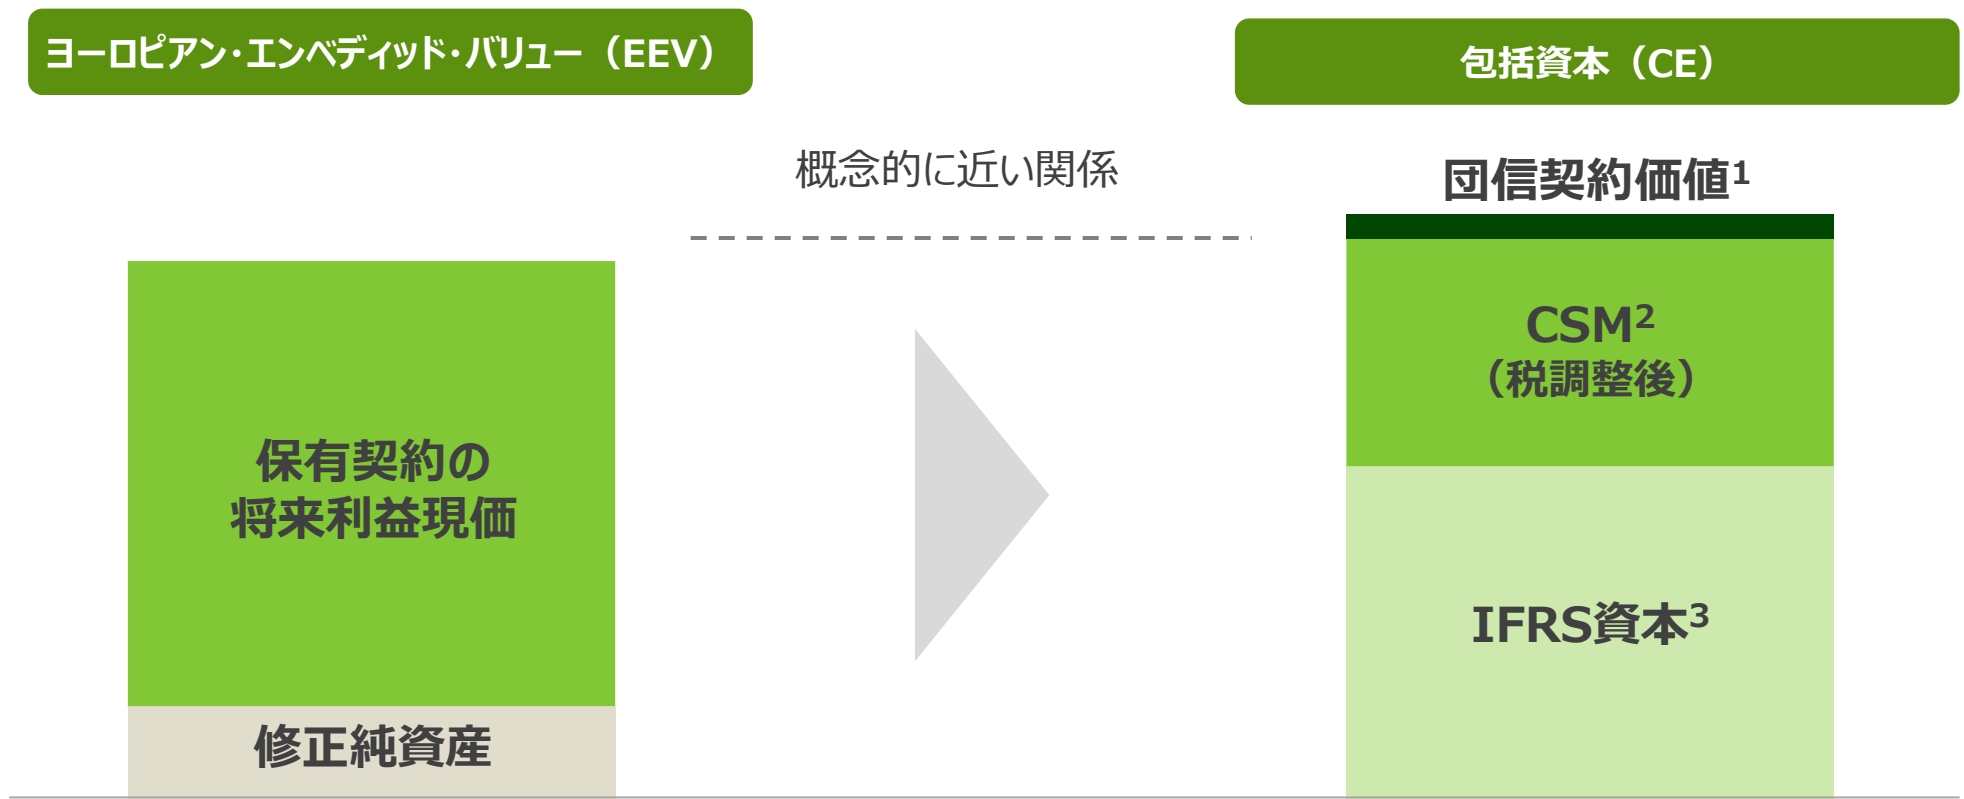 ヨーロピアン・エンベディッド・バリュー（EEV）
包括資本（CE）
概念的に近い関係
団信契約価値1
CSM2
（税調整後）
保有契約の
将来利益現価
IFRS資本3
修正純資産